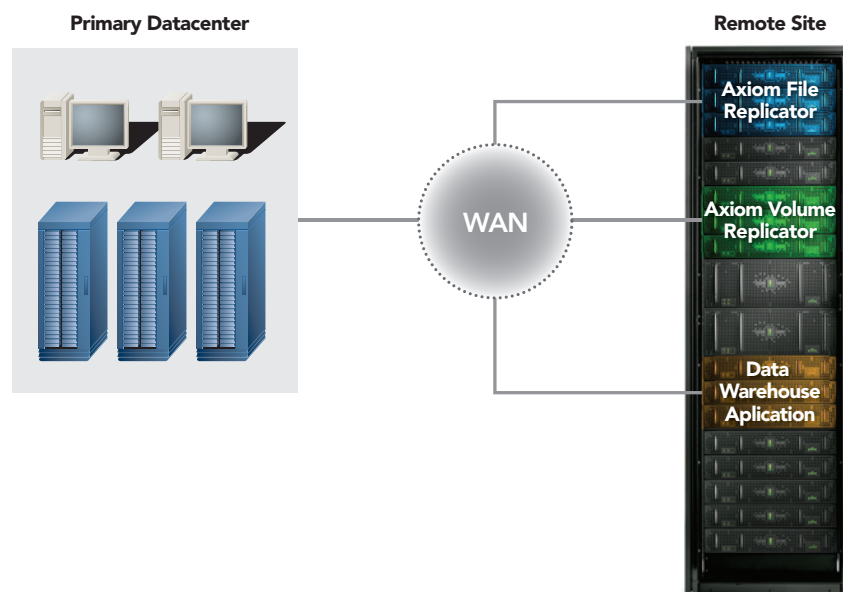 Primary Datacenter
Remote Site
Axiom File
Replicator
WAN
Axiom Volume
Replicator
Data
Warehouse
Aplication